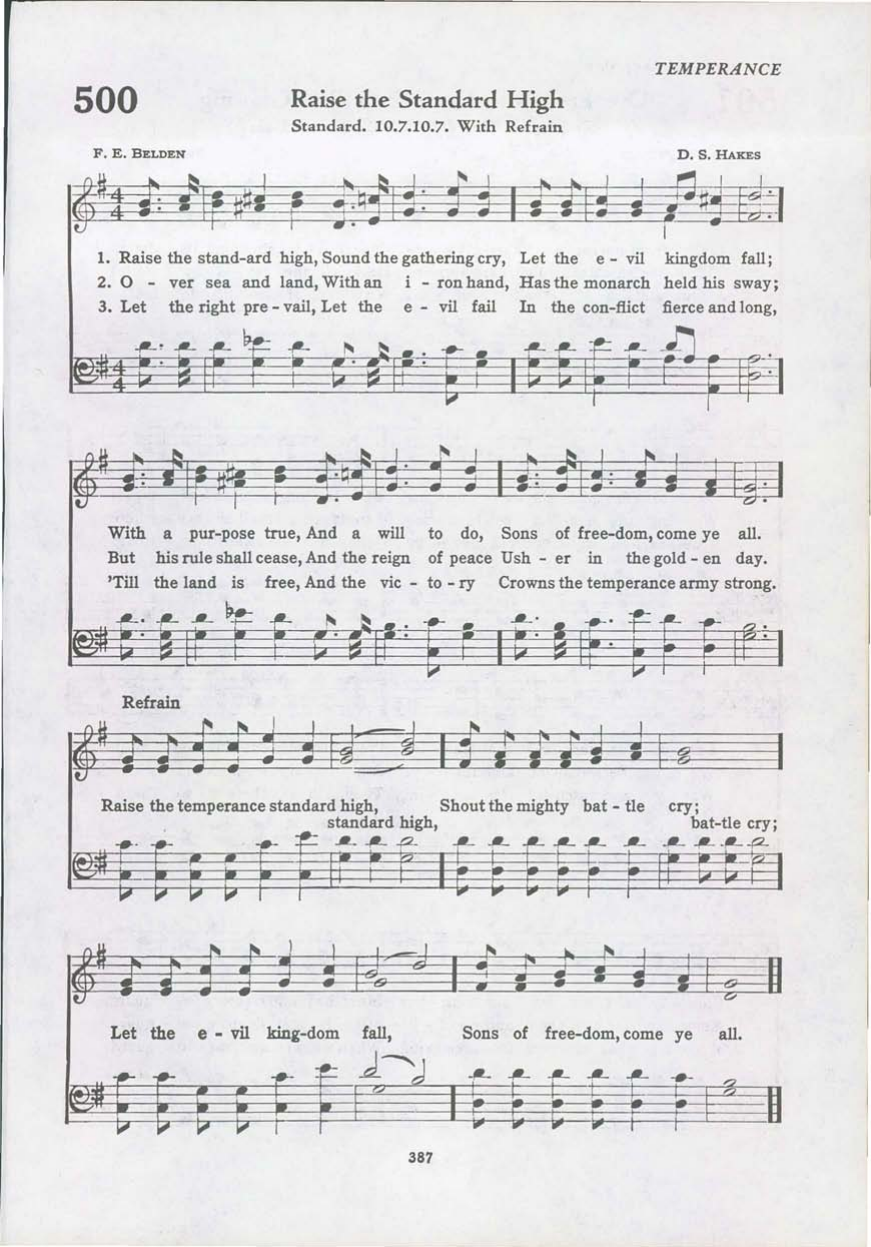 TEMPERANCE
500 Raise the Standard High
Standard. 10.7.10.7. With Refrain
F. E. BELDEN D. S. HAKES
1. Raise the stand-ard high, Sound the gathering cry, Let the e - vil kingdom fall;
2. O - ver sea and land, With an i - ron hand, Has the monarch held his sway;
3. Let the right pre - vail, Let the e - vil fail In the con-flict fierce and long,
With a pur-pose true, And a will to do, Sons of free-dom, come ye all.
But his rule shall cease, And the reign of peace Ush - er in the gold - en day.
'Till the land is free, And the vic - to - ry Crowns the temperance army strong.
Refrain
Raise the temperance standard high, Shout the mighty bat - tle cry;
standard high, bat-tle cry;
Let the e - vil king-dom fall, Sons of free-dom, come ye all.
387